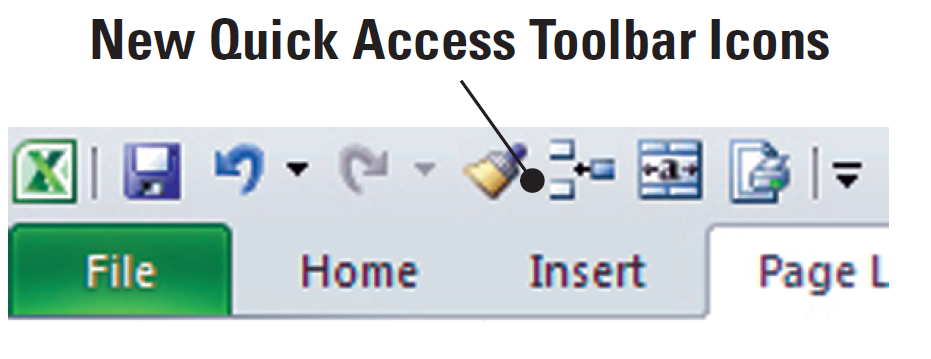 New Quick Access Toolbar Icons
File Home Insert Page L